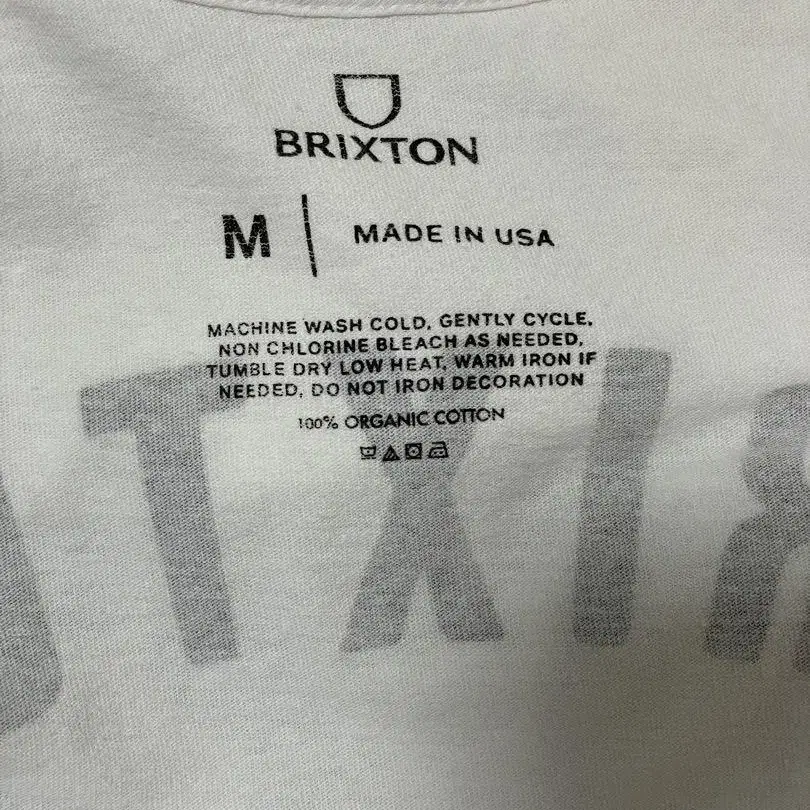 BRIXTON
M | MADE IN USA
MACHINE WASH COLD, GENTLY CYCLE,
NON CHLORINE BLEACH AS NEEDED,
TUMBLE DRY LOW HEAT, WARM IRON IF
NEEDED, DO NOT IRON DECORATION
100% ORGANIC COTTON